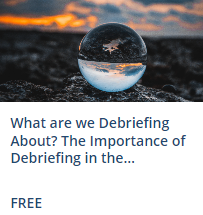 What are we Debriefing
About? The Importance of
Debriefing in the...
FREE